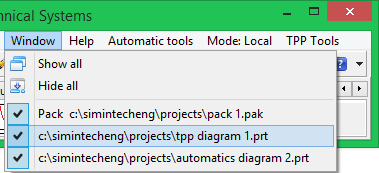 nnical Systems
Window Help Automatic tools Mode: Local TPP Tools
Show all
Hide all
Pack c:\simintecheng\projects\pack 1.pak
c:\simintecheng\projects\tpp diagram 1.prt
c:\simintecheng\projects\automatics diagram 2.prt